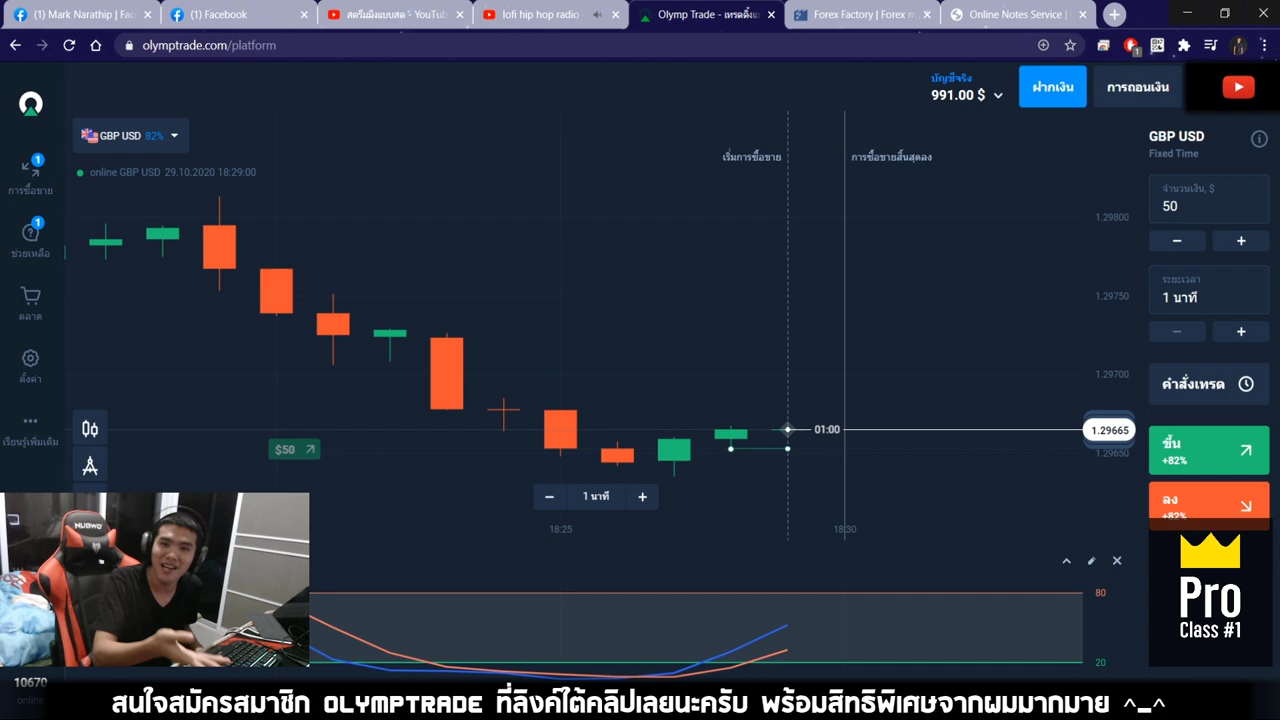 (1) Mark Narathip | Fac
(1) Facebook
สตรีมมิงแบบสด - YouTub
lofi hip hop radio -
Olymp Trade - เทรดดิ้งแ
Forex Factory | Forex m
Online Notes Service |
olymptrade.com/platform
1
บัญชีจริง
991.00 $
ฝากเงิน
การถอนเงิน
GBP USD 82%
online GBP USD 29.10.2020 18:29:00
เริ่มการซื้อขาย
การซื้อขายสิ้นสุดลง
1
การซื้อขาย
1
ช่วยเหลือ
ตลาด
ตั้งค่า
เรียนรู้เพิ่มเติม
1.29800
1.29750
1.29700
1.29665
1.29650
01:00
$50
1 นาที
18:25
18:30
GBP USD
Fixed Time
จำนวนเงิน, $
50
ระยะเวลา
1 นาที
คำสั่งเทรด
ขึ้น
+82%
ลง
+82%
80
20
Pro
Class #1
NUBWO
10670
online
สนใจสมัครสมาชิก OLYMPTRADE ที่ลิงค์ใต้คลิปเลยนะครับ พร้อมสิทธิพิเศษจากผมมากมาย ^_^